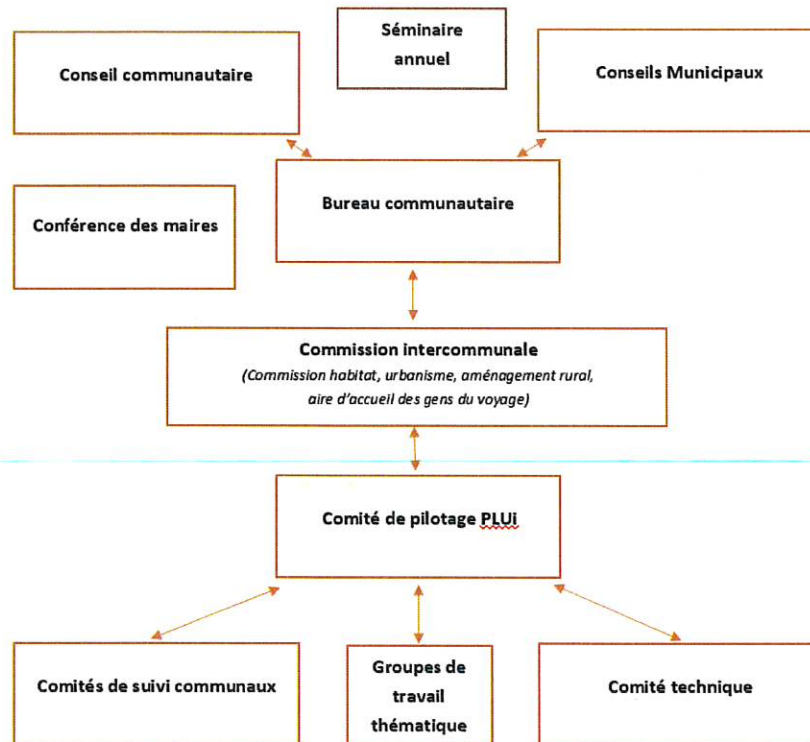 Séminaire
annuel
Conseil communautaire
Conseils Municipaux
Bureau communautaire
Conférence des maires
Commission intercommunale
(Commission habitat, urbanisme, aménagement rural,
aire d'accueil des gens du voyage)
Comité de pilotage PLUi
Comités de suivi communaux
Groupes de
travail
thématique
Comité technique